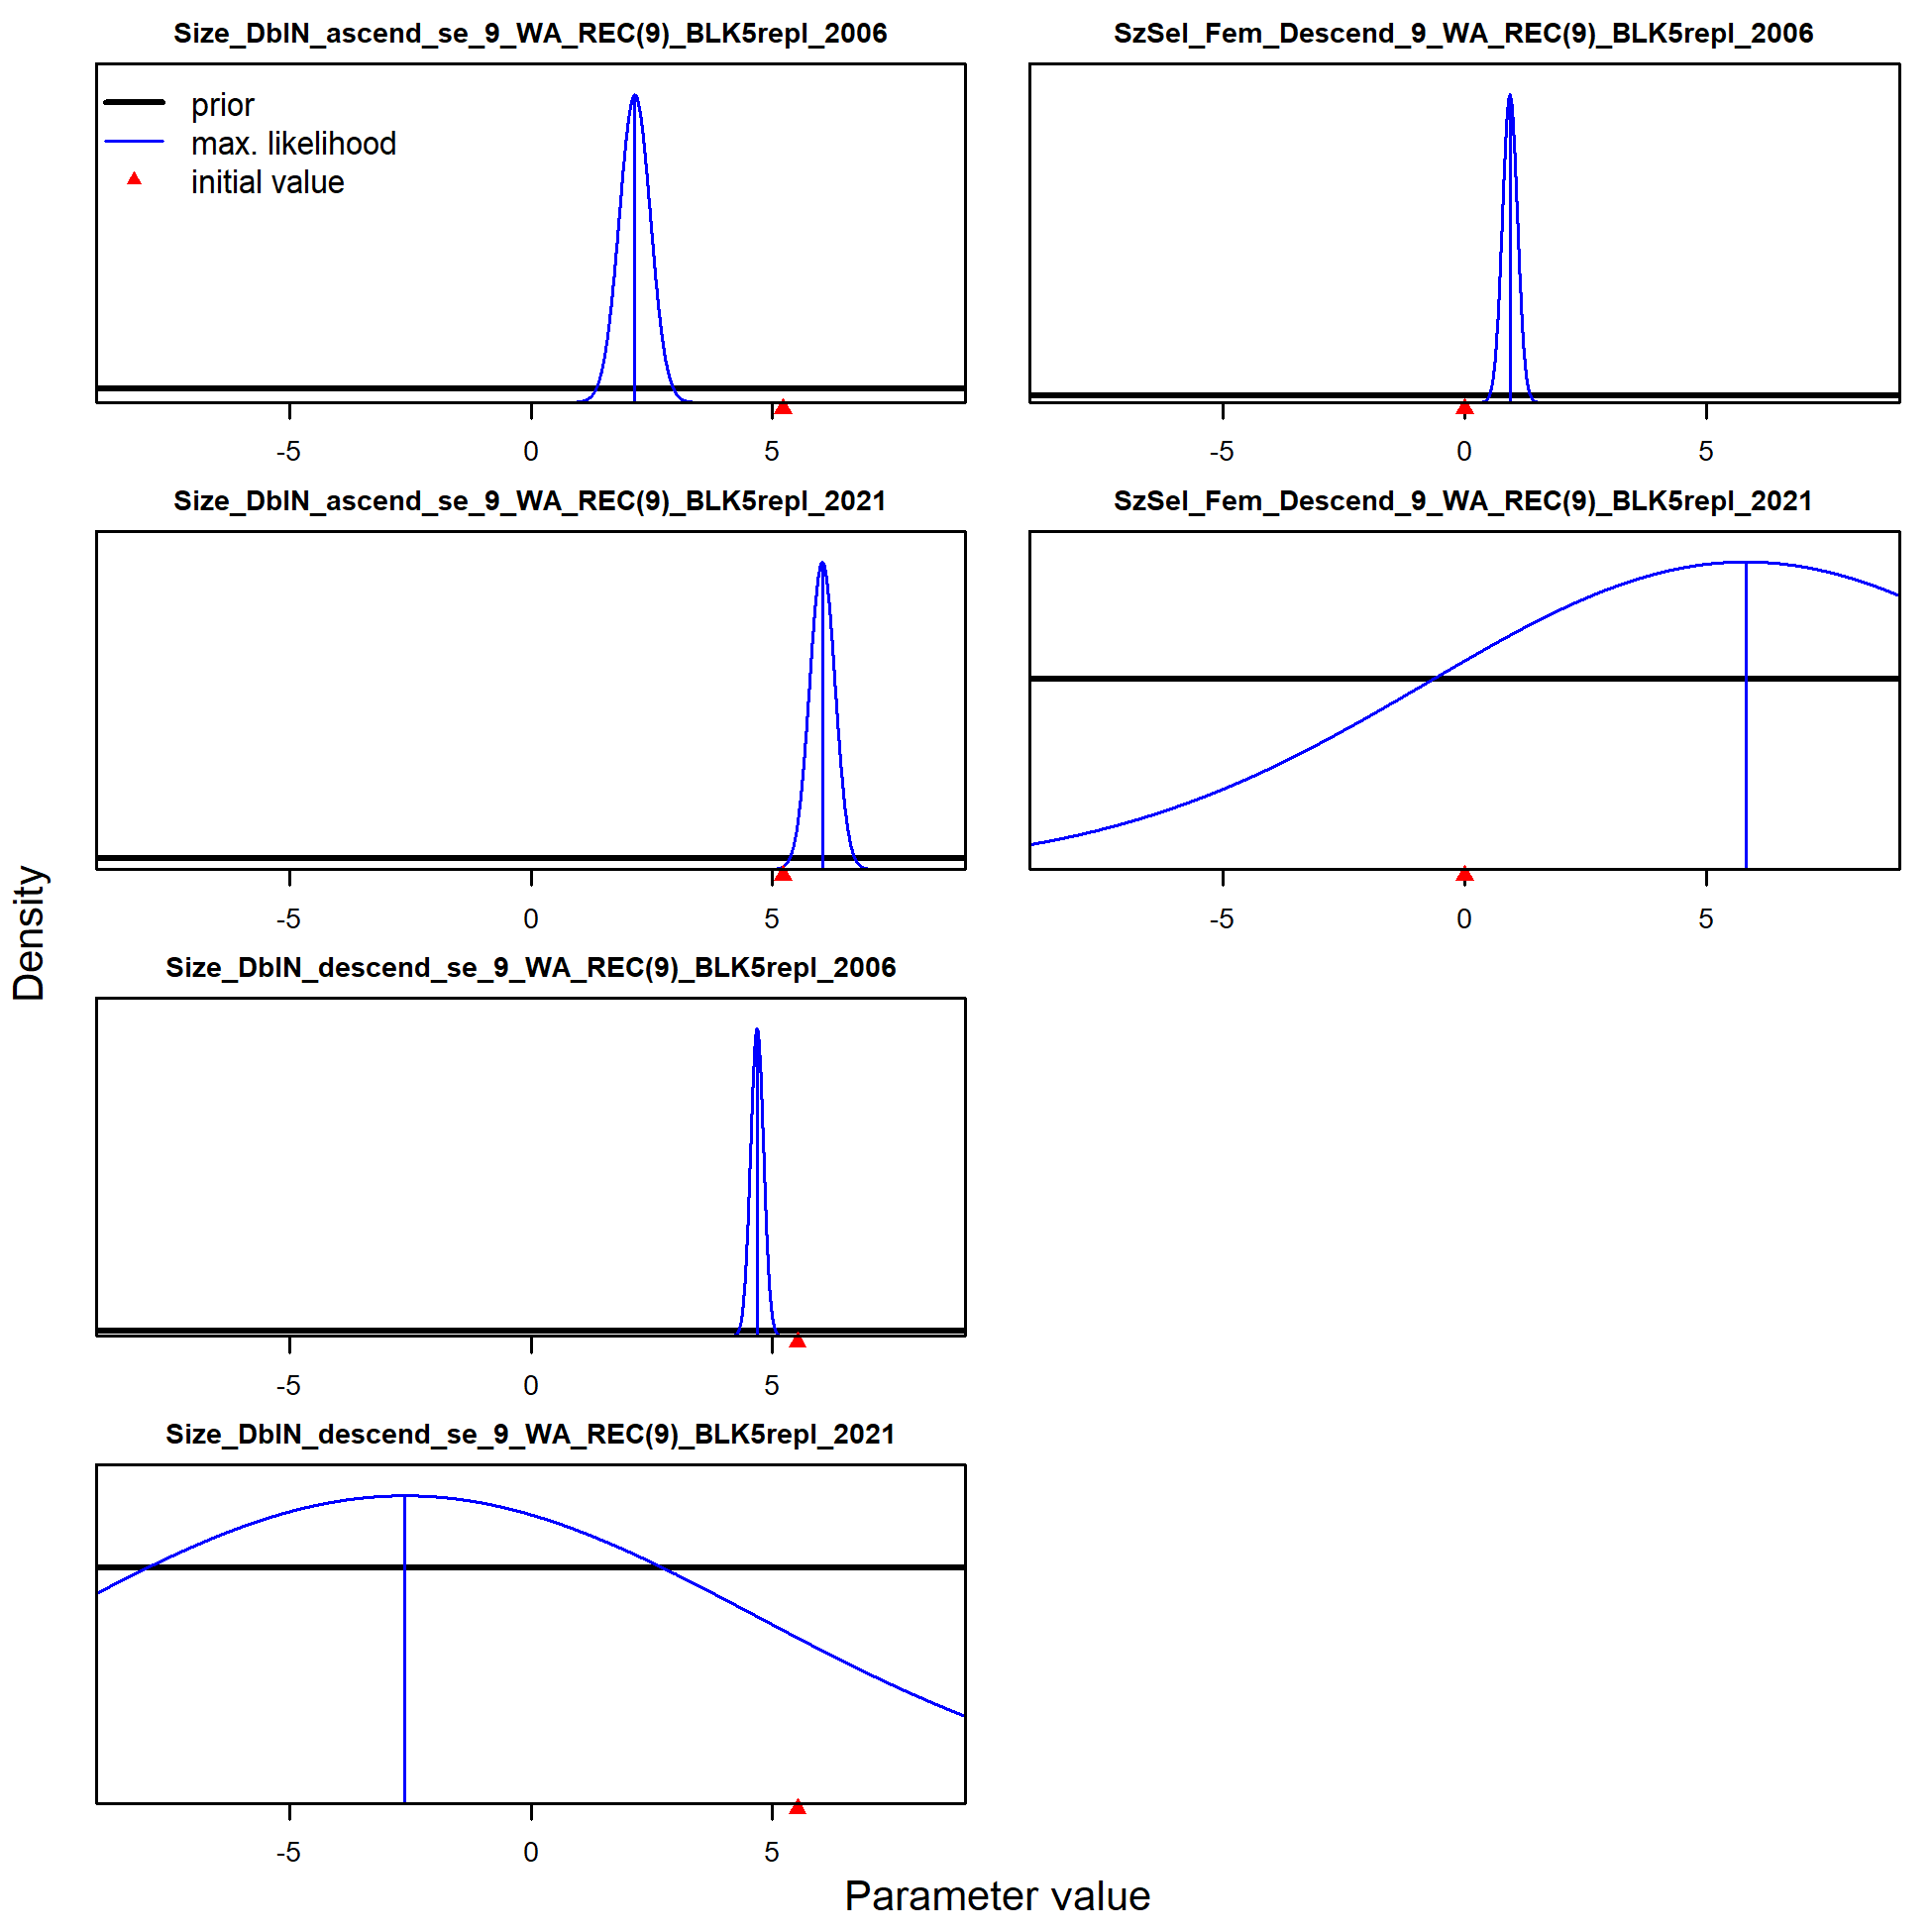 Size_DblN_ascend_se_9_WA_REC(9)_BLK5repl_2006
prior
max. likelihood
initial value
-5 0 5
SzSel_Fem_Descend_9_WA_REC(9)_BLK5repl_2006
-5 0 5
Size_DblN_ascend_se_9_WA_REC(9)_BLK5repl_2021
-5 0 5
SzSel_Fem_Descend_9_WA_REC(9)_BLK5repl_2021
-5 0 5
Size_DblN_descend_se_9_WA_REC(9)_BLK5repl_2006
-5 0 5
Size_DblN_descend_se_9_WA_REC(9)_BLK5repl_2021
-5 0 5
Density
Parameter value